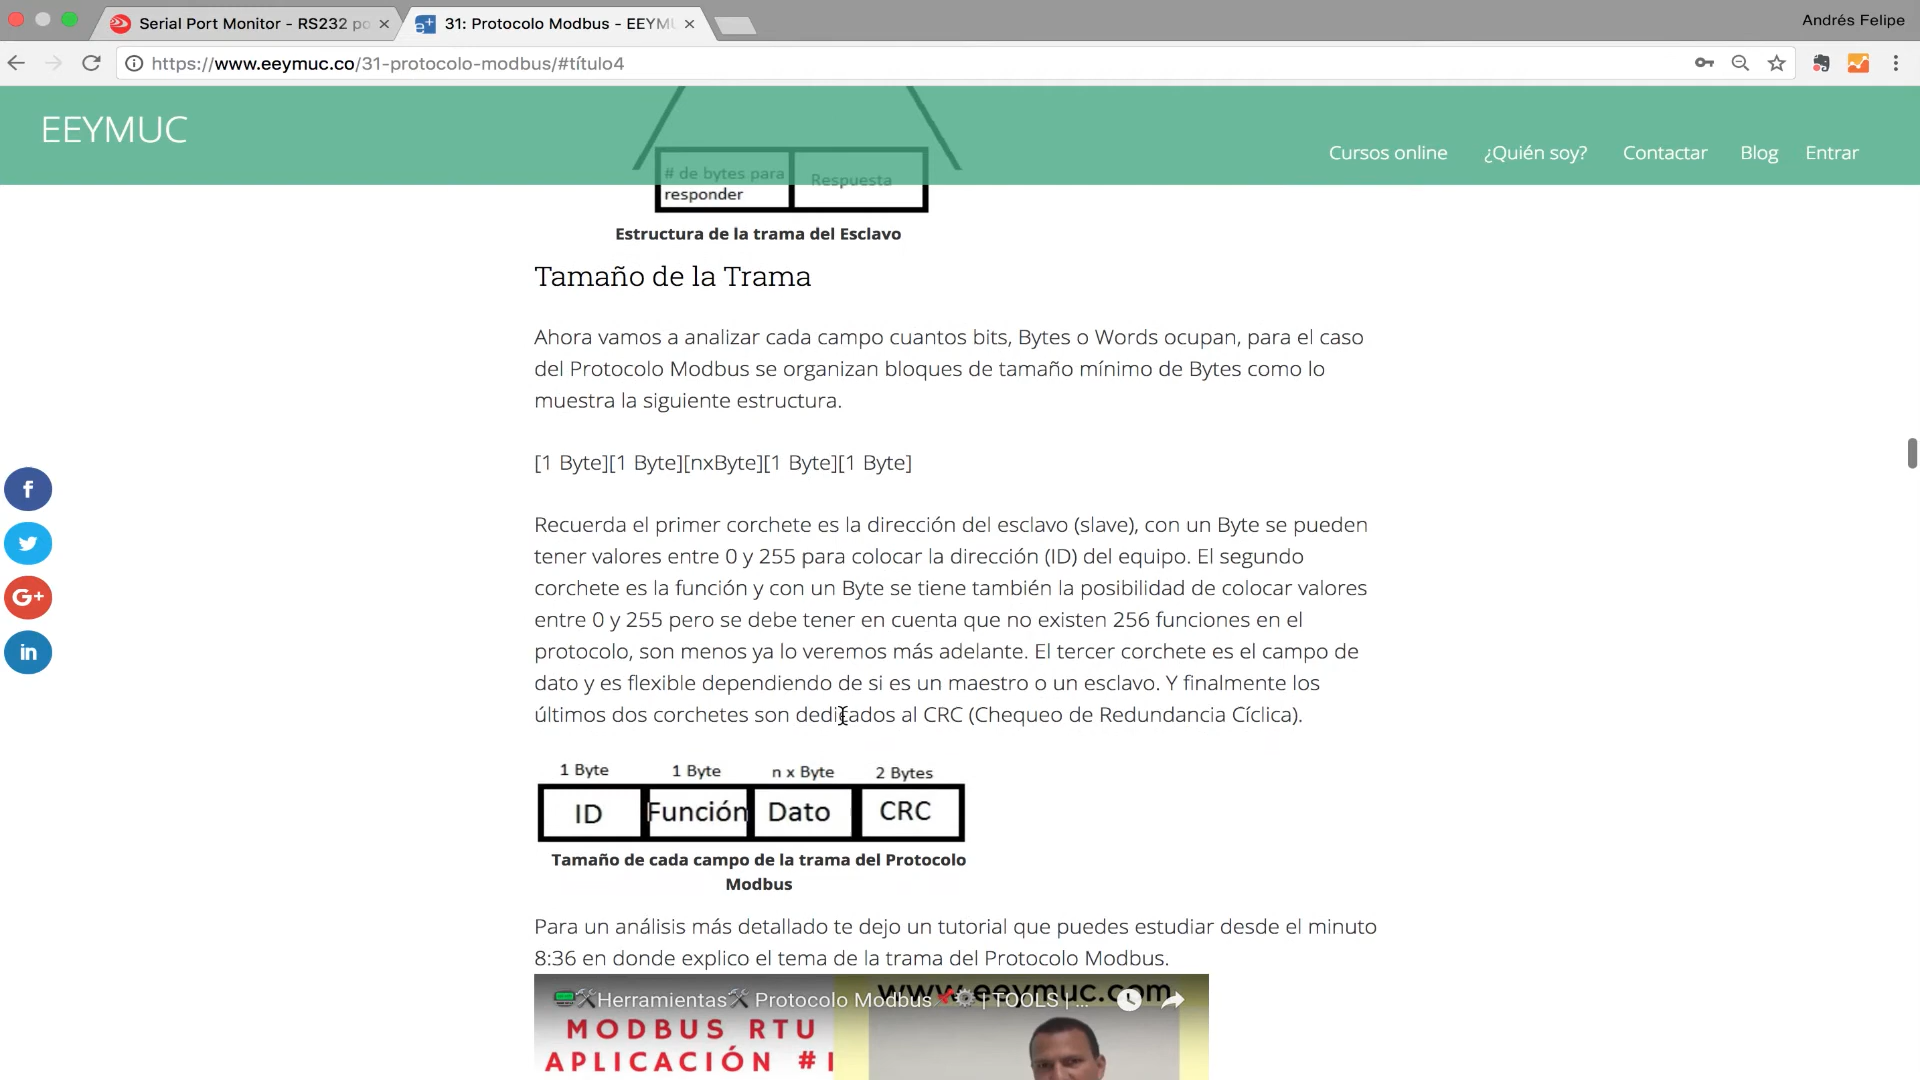 Serial Port Monitor - RS232 po
31: Protocolo Modbus - EEYMU
Andrés Felipe
https://www.eeymuc.co/31-protocolo-modbus/#título4
EEYMUC
Cursos online
¿Quién soy?
Contactar
Blog
Entrar
# de bytes para
responder
Respuesta
Estructura de la trama del Esclavo
Tamaño de la Trama
Ahora vamos a analizar cada campo cuantos bits, Bytes o Words ocupan, para el caso
del Protocolo Modbus se organizan bloques de tamaño mínimo de Bytes como lo
muestra la siguiente estructura.
[1 Byte][1 Byte][nxByte][1 Byte][1 Byte]
Recuerda el primer corchete es la dirección del esclavo (slave), con un Byte se pueden
tener valores entre 0 y 255 para colocar la dirección (ID) del equipo. El segundo
corchete es la función y con un Byte se tiene también la posibilidad de colocar valores
entre 0 y 255 pero se debe tener en cuenta que no existen 256 funciones en el
protocolo, son menos ya lo veremos más adelante. El tercer corchete es el campo de
dato y es flexible dependiendo de si es un maestro o un esclavo. Y finalmente los
últimos dos corchetes son dedicados al CRC (Chequeo de Redundancia Cíclica).
1 Byte 1 Byte n x Byte 2 Bytes
ID Función Dato CRC
Tamaño de cada campo de la trama del Protocolo
Modbus
Para un análisis más detallado te dejo un tutorial que puedes estudiar desde el minuto
8:36 en donde explico el tema de la trama del Protocolo Modbus.
www.eeymuc.com
Herramientas Protocolo Modbus | TOOLS | ...
MODBUS RTU
APLICACIÓN #
f
G+
in